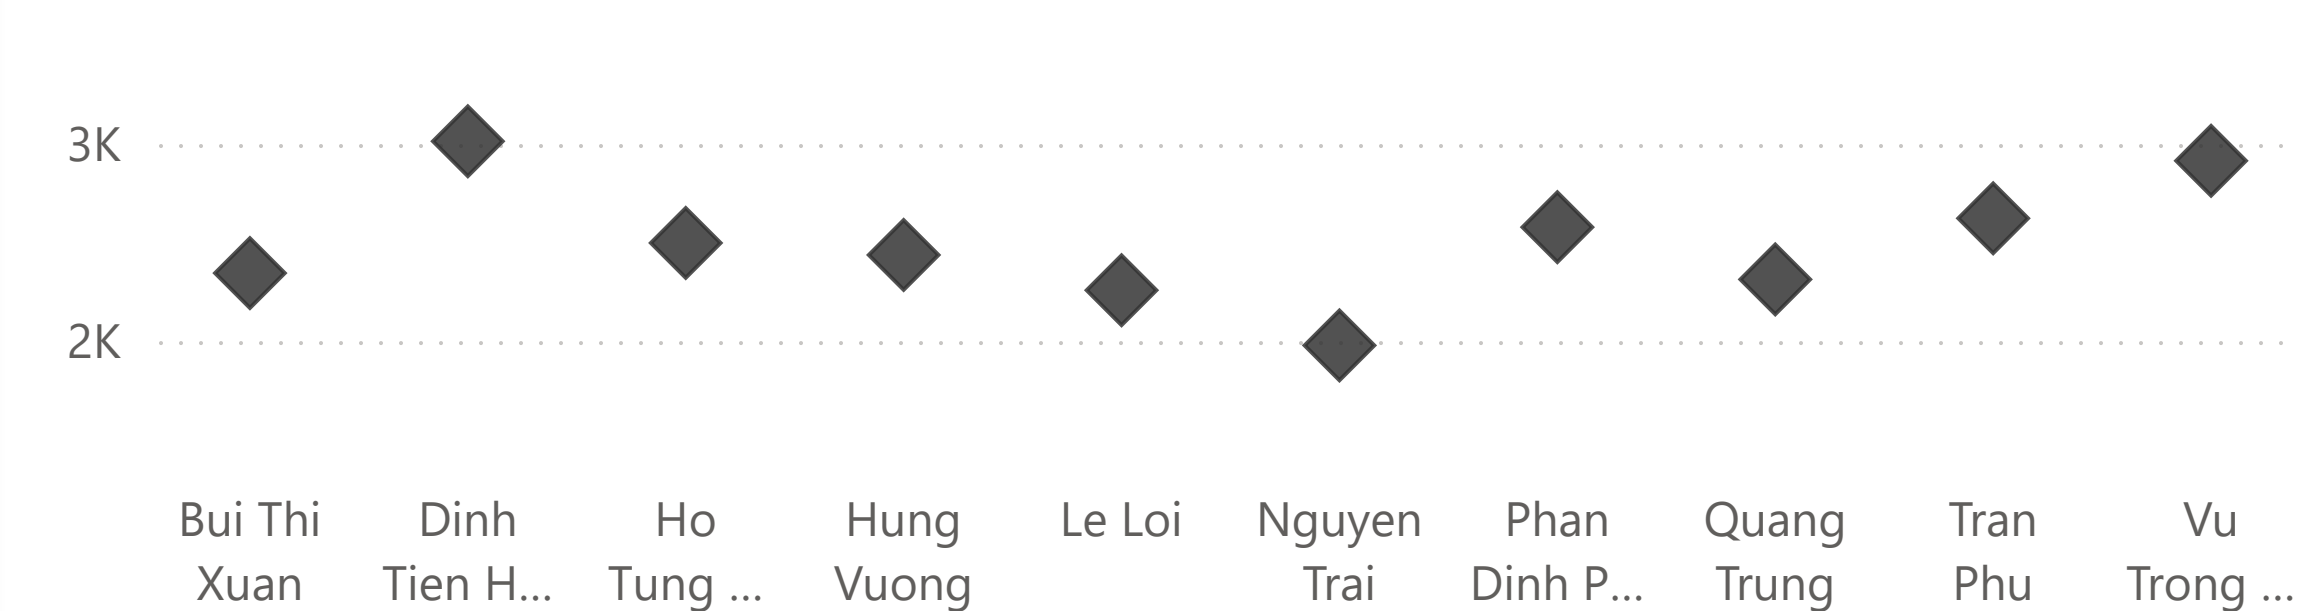 3K
2K
Bui Thi Xuan
Dinh Tien H...
Ho Tung ...
Hung Vuong
Le Loi
Nguyen Trai
Phan Dinh P...
Quang Trung
Tran Phu
Vu Trong ...